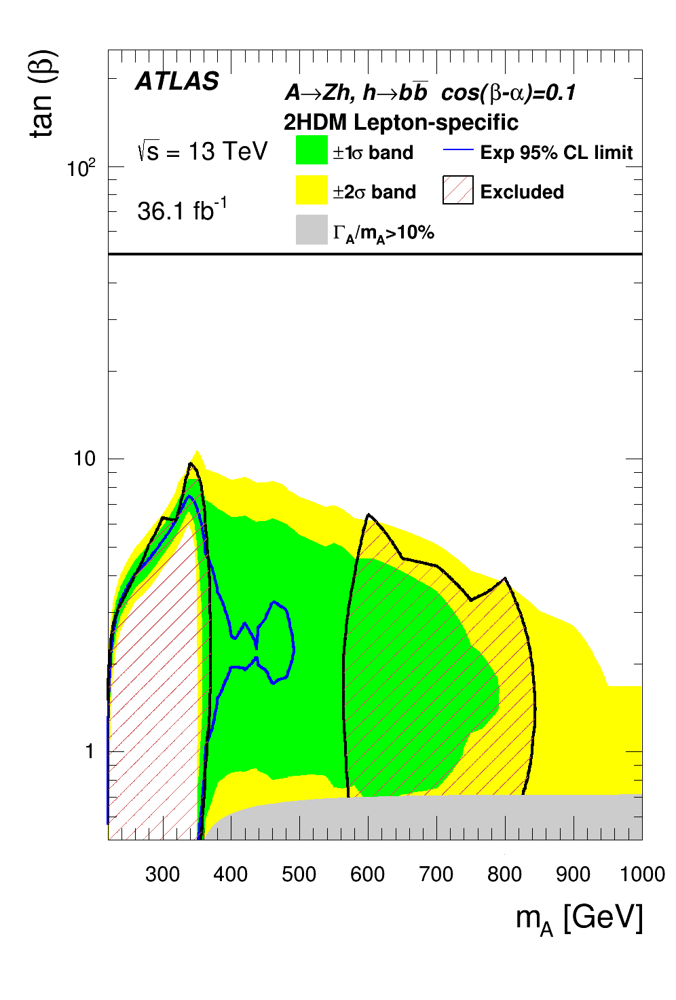 tan (β)
ATLAS
A→Zh, h→bb̅ cos(β-α)=0.1
2HDM Lepton-specific
√s = 13 TeV
±1σ band
Exp 95% CL limit
36.1 fb⁻¹
±2σ band
Excluded
Γ_A/m_A>10%
10²
10
1
300 400 500 600 700 800 900 1000
m_A [GeV]